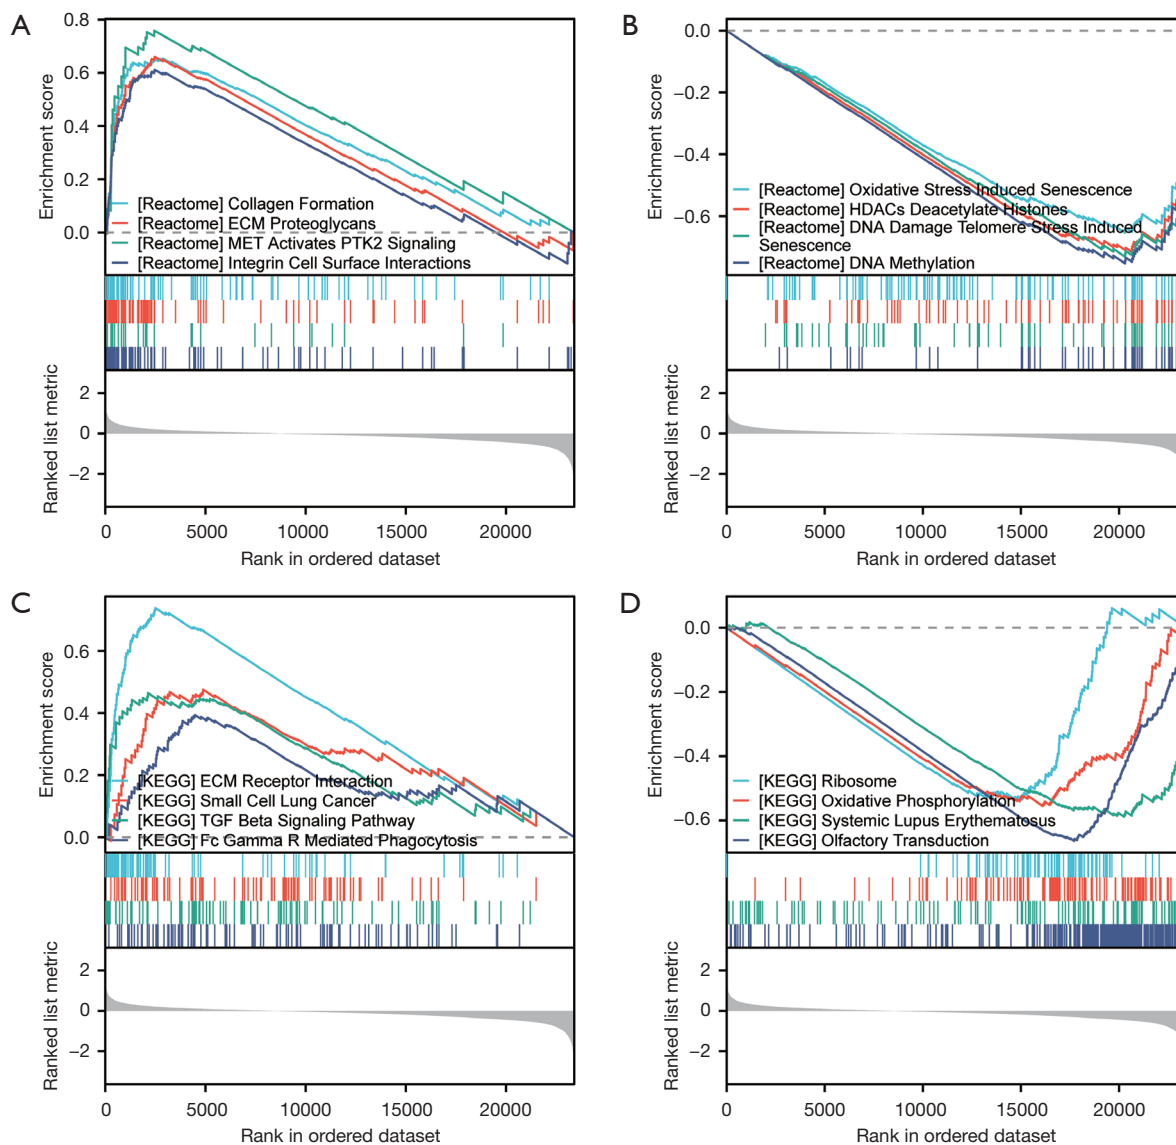 A
Enrichment score
0.8
0.6
0.4
0.2
0.0
[Reactome] Collagen Formation
[Reactome] ECM Proteoglycans
[Reactome] MET Activates PTK2 Signaling
[Reactome] Integrin Cell Surface Interactions
Ranked list metric
2
0
−2
0 5000 10000 15000 20000
Rank in ordered dataset
B
Enrichment score
0.0
−0.2
−0.4
−0.6
[Reactome] Oxidative Stress Induced Senescence
[Reactome] HDACs Deacetylate Histones
[Reactome] DNA Damage Telomere Stress Induced
Senescence
[Reactome] DNA Methylation
Ranked list metric
2
0
−2
0 5000 10000 15000 20000
Rank in ordered dataset
C
Enrichment score
0.6
0.4
0.2
0.0
[KEGG] ECM Receptor Interaction
[KEGG] Small Cell Lung Cancer
[KEGG] TGF Beta Signaling Pathway
[KEGG] Fc Gamma R Mediated Phagocytosis
Ranked list metric
2
0
−2
0 5000 10000 15000 20000
Rank in ordered dataset
D
Enrichment score
0.0
−0.2
−0.4
−0.6
[KEGG] Ribosome
[KEGG] Oxidative Phosphorylation
[KEGG] Systemic Lupus Erythematosus
[KEGG] Olfactory Transduction
Ranked list metric
2
0
−2
0 5000 10000 15000 20000
Rank in ordered dataset